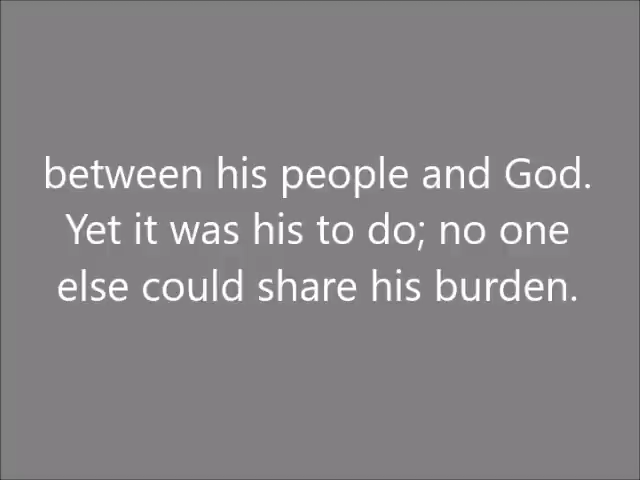 between his people and God.
Yet it was his to do; no one
else could share his burden.